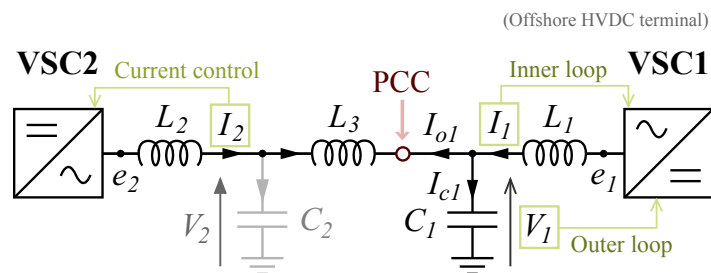 (Offshore HVDC terminal)
VSC2
Current control
PCC
Inner loop
VSC1
L2
I2
L3
Io1
I1
L1
e2
Ic1
e1
V2
C2
C1
V1
Outer loop